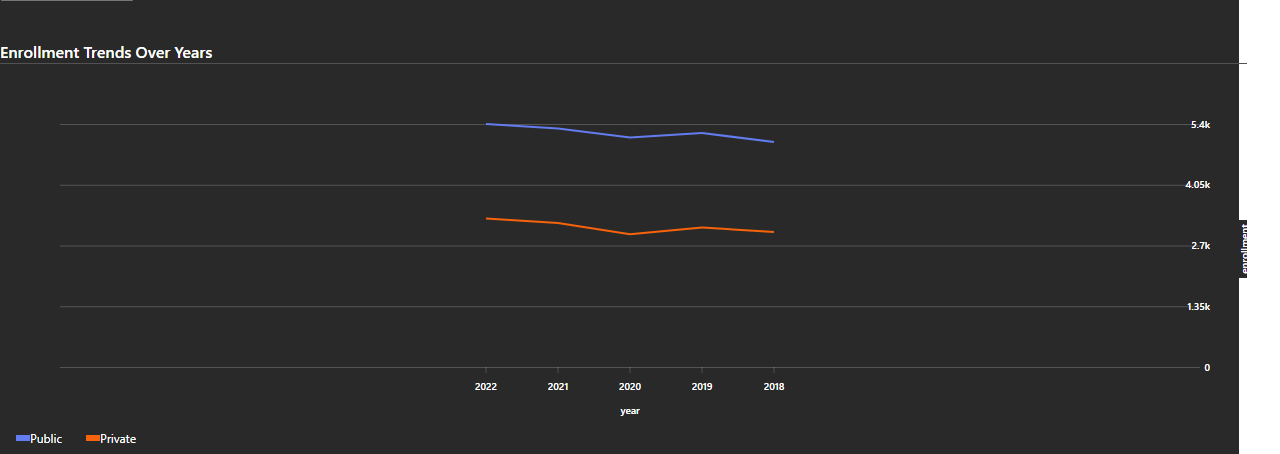 Enrollment Trends Over Years
5.4k
4.05k
2.7k
enrollment
1.35k
0
2022 2021 2020 2019 2018
year
Public Private